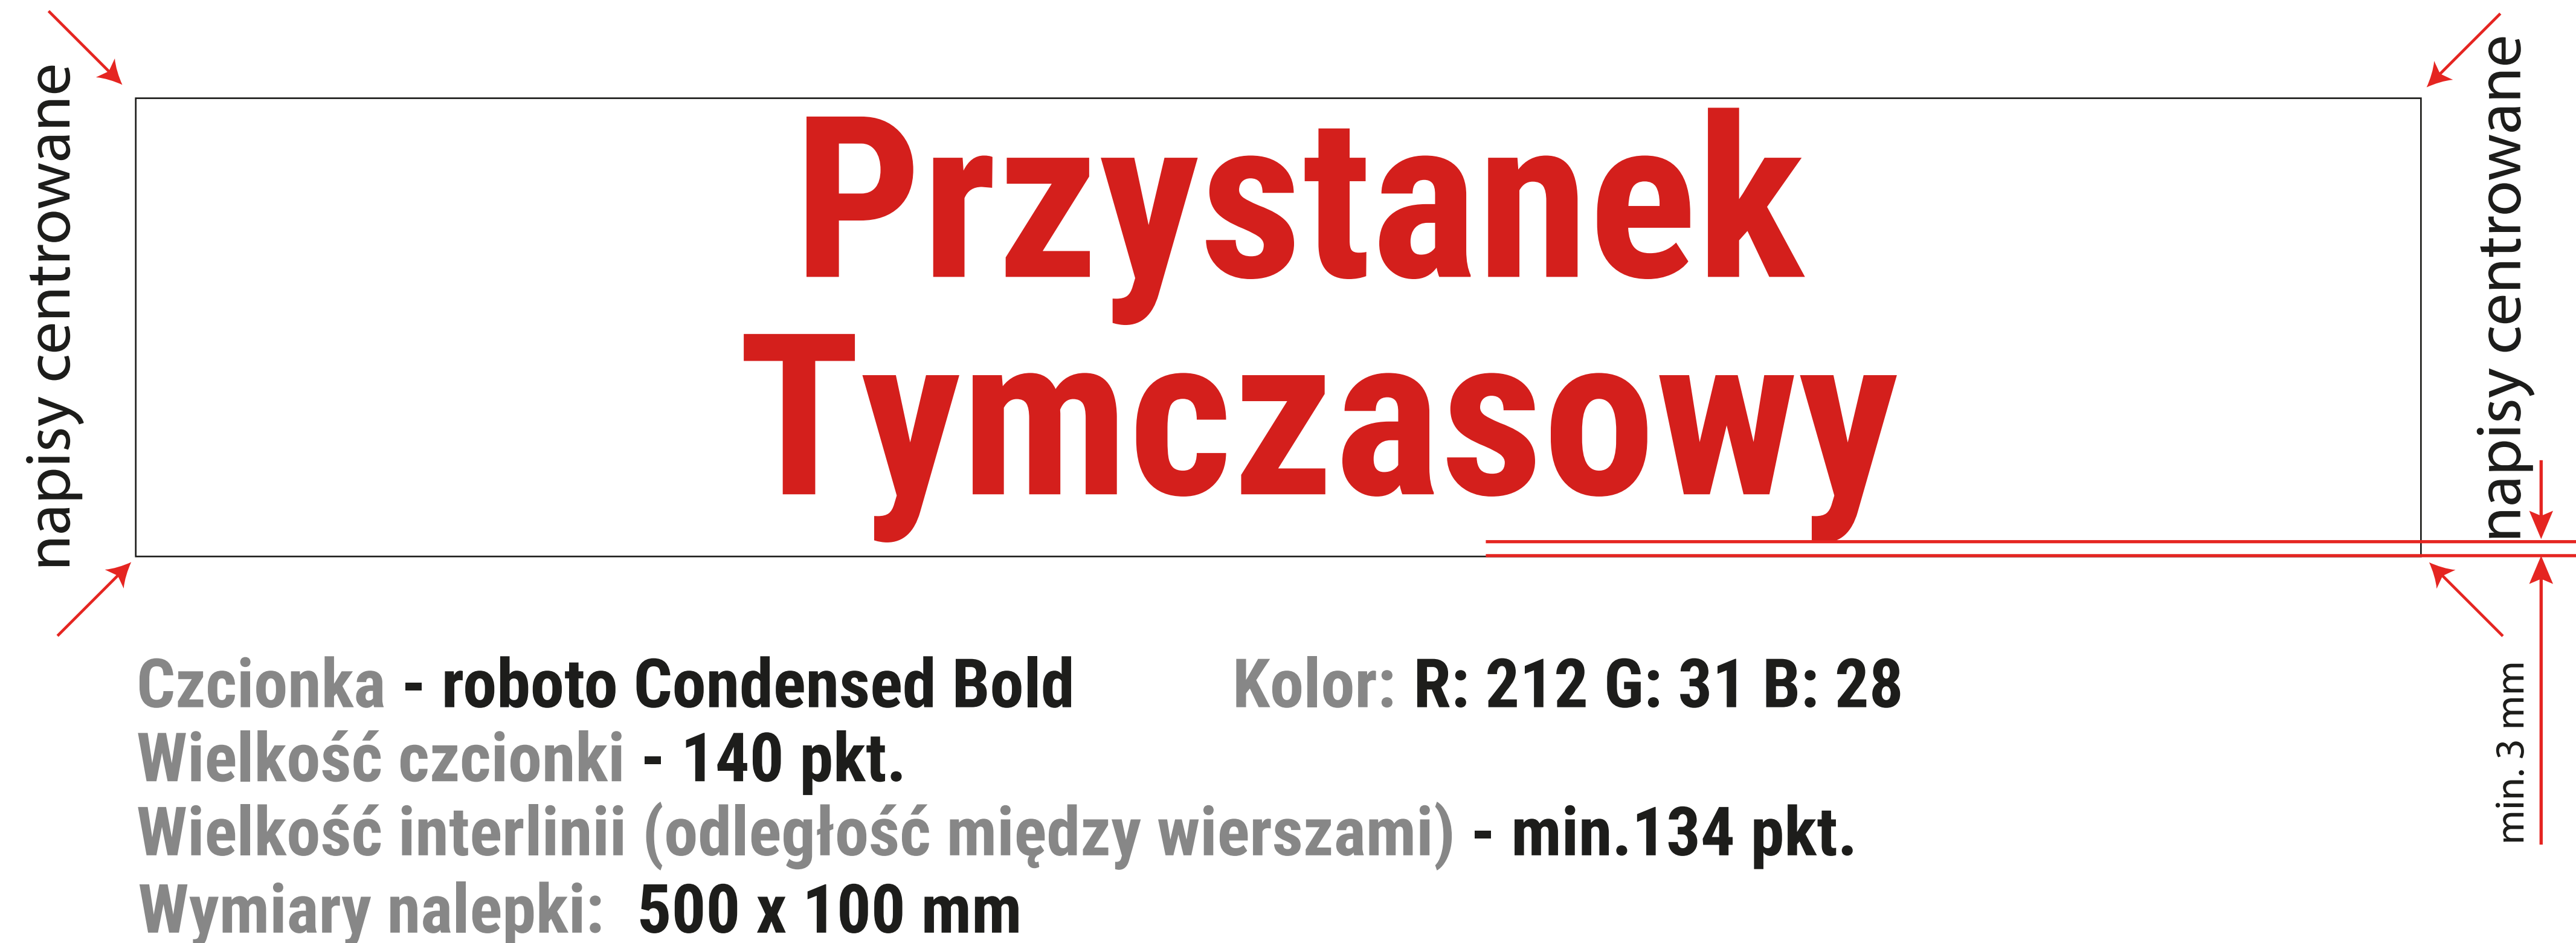 napisy centrowane
napisy centrowane
Przystanek
Tymczasowy
min. 3 mm
Czcionka - roboto Condensed Bold
Kolor: R: 212 G: 31 B: 28
Wielkość czcionki - 140 pkt.
Wielkość interlinii (odległość między wierszami) - min.134 pkt.
Wymiary nalepki: 500 x 100 mm